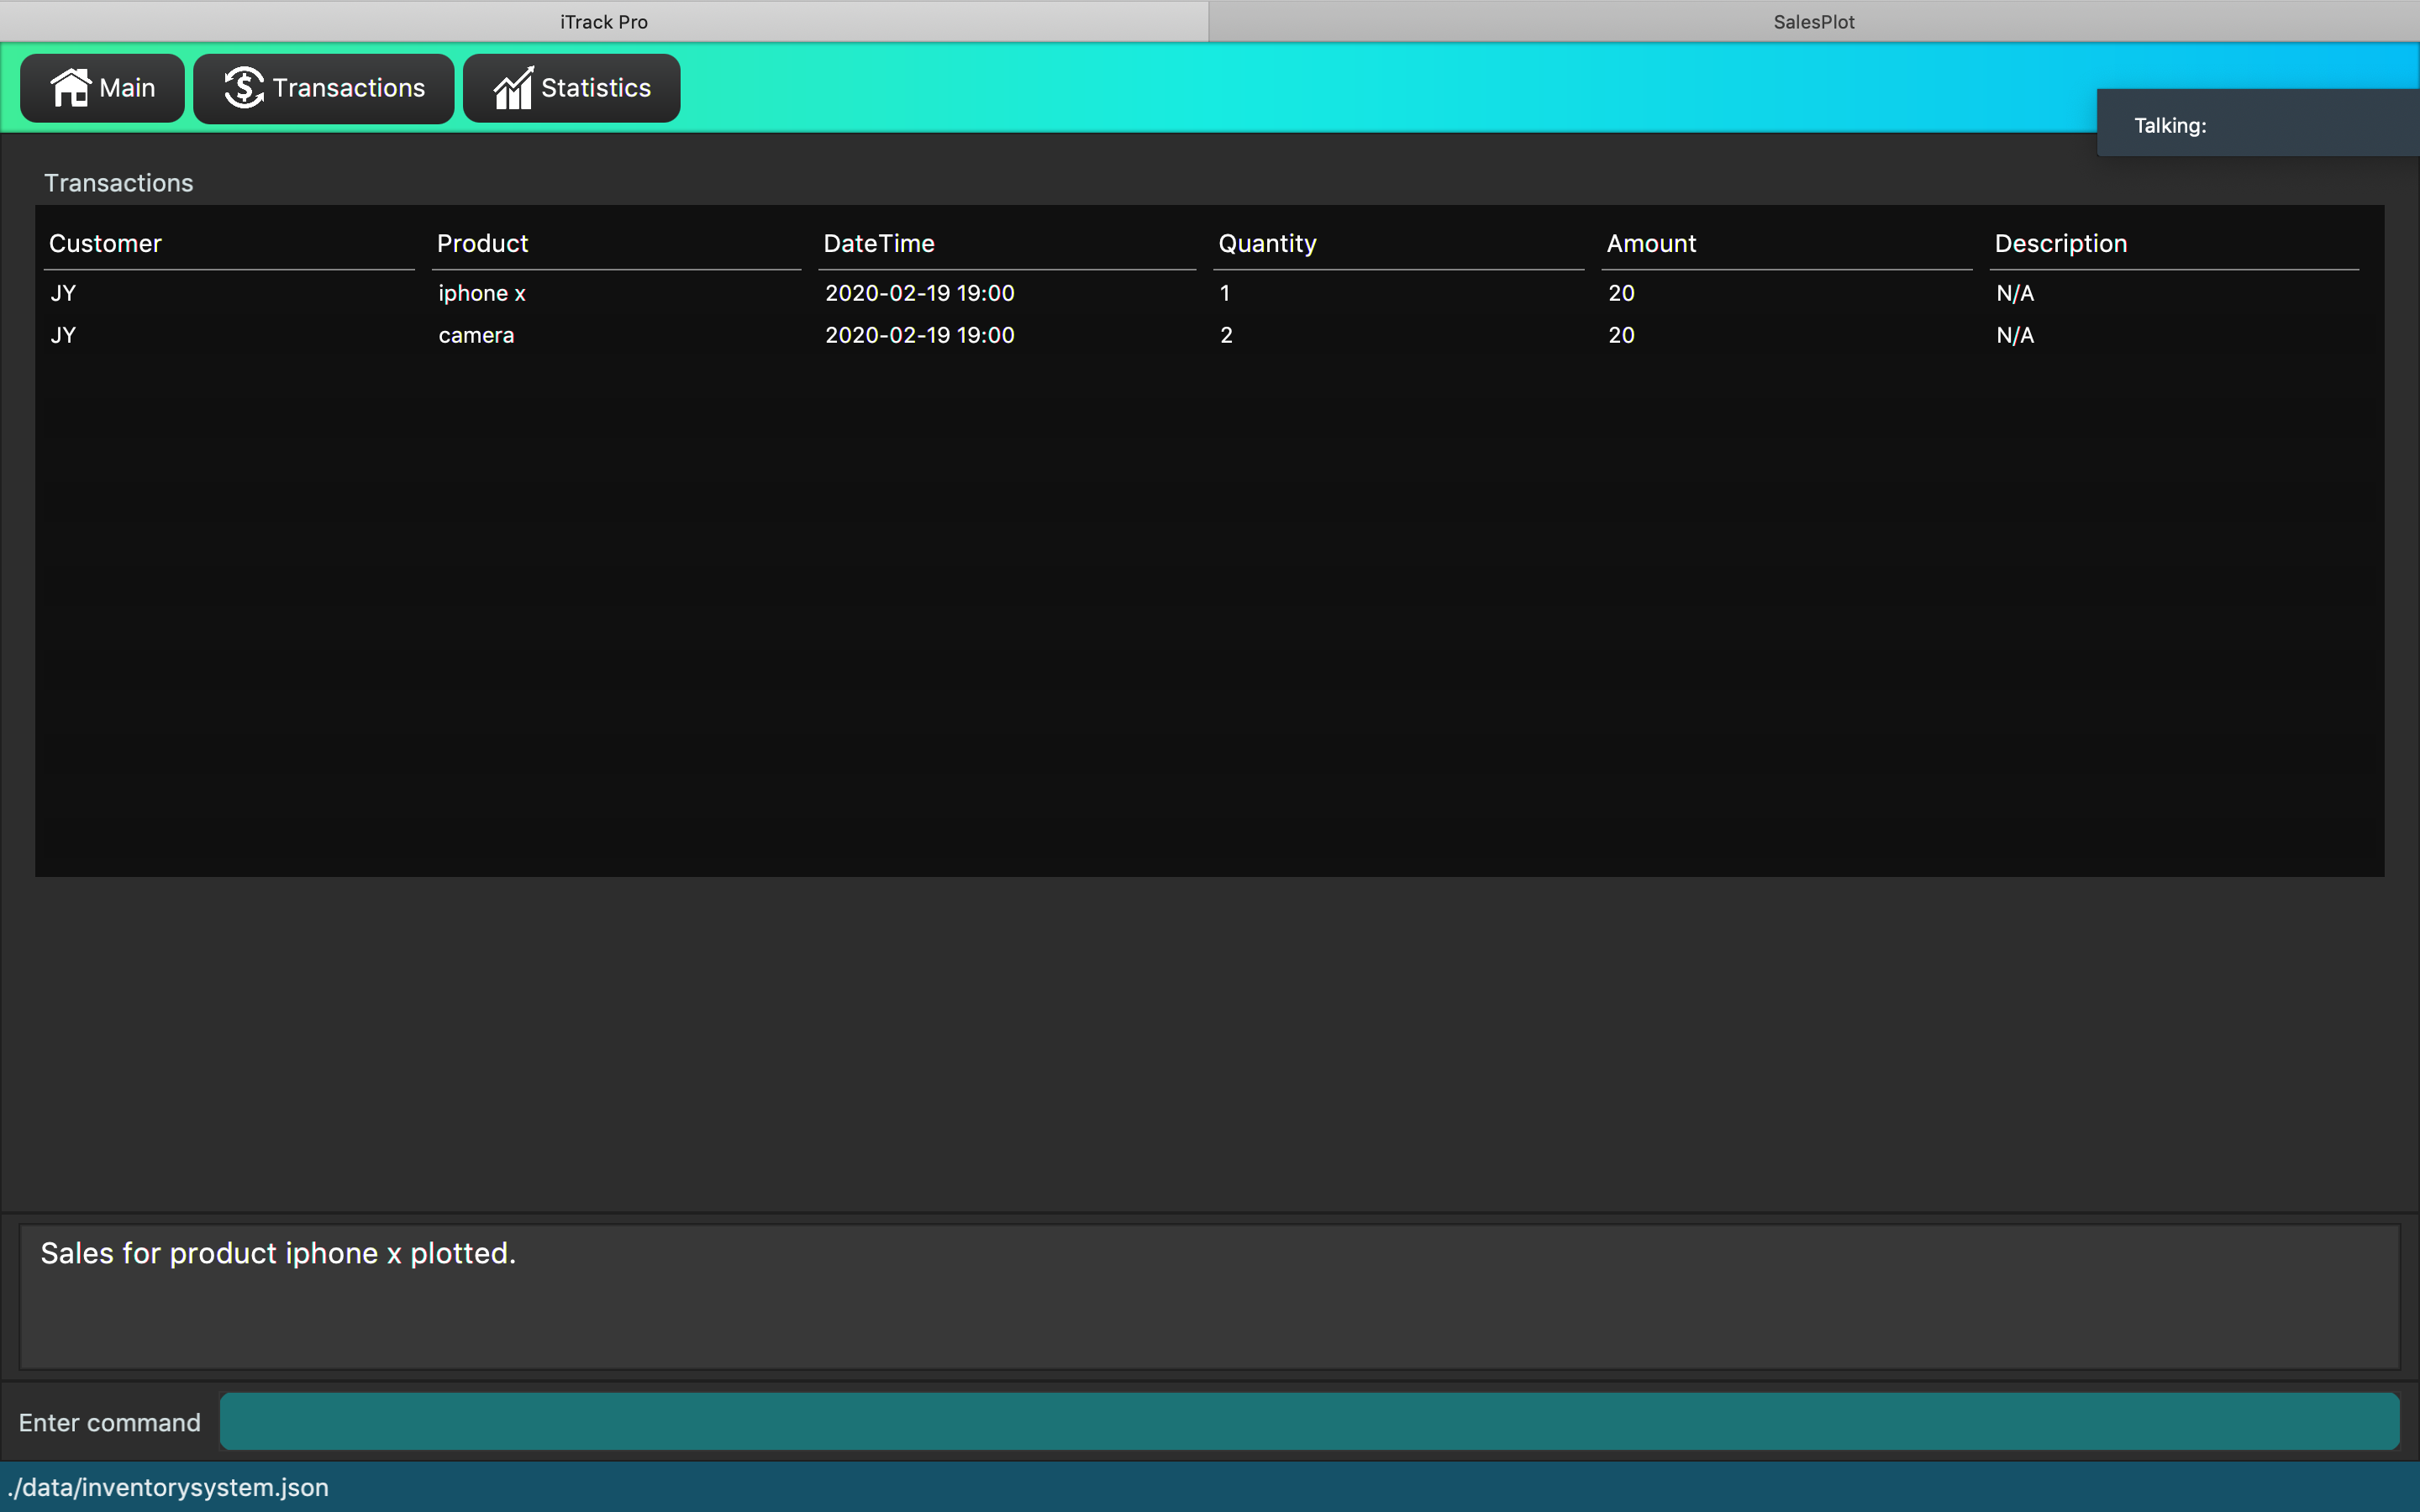 iTrack Pro SalesPlot
Main Transactions Statistics
Talking:
Transactions
Customer Product DateTime Quantity Amount Description
JY iphone x 2020-02-19 19:00 1 20 N/A
JY camera 2020-02-19 19:00 2 20 N/A
Sales for product iphone x plotted.
Enter command
./data/inventorysystem.json